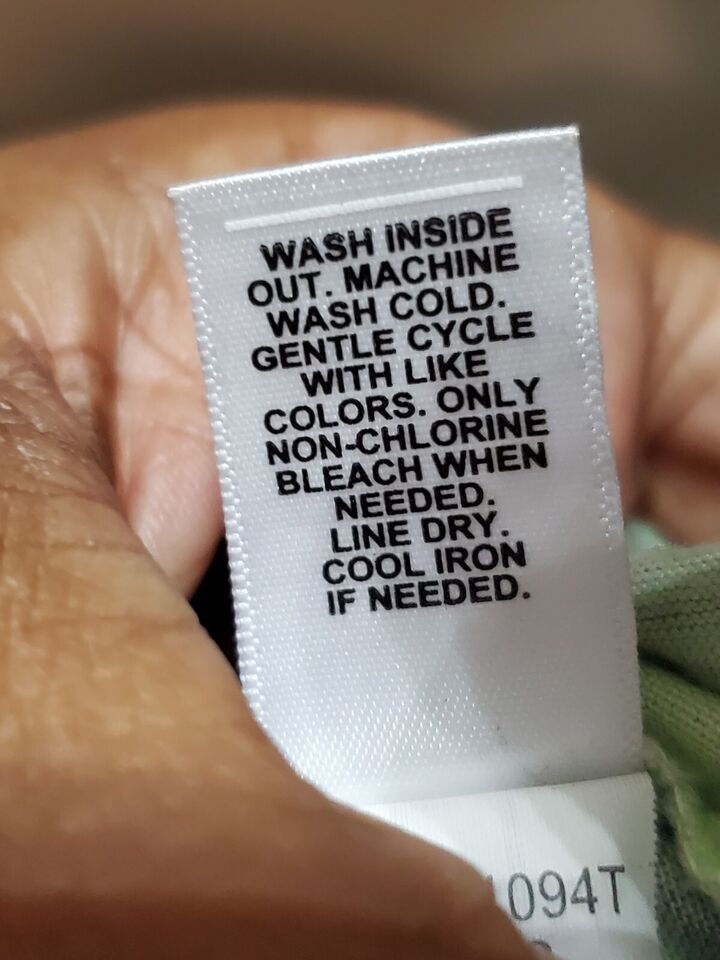 WASH INSIDE
OUT. MACHINE
WASH COLD.
GENTLE CYCLE
WITH LIKE
COLORS. ONLY
NON-CHLORINE
BLEACH WHEN
NEEDED.
LINE DRY.
COOL IRON
IF NEEDED.
1094T